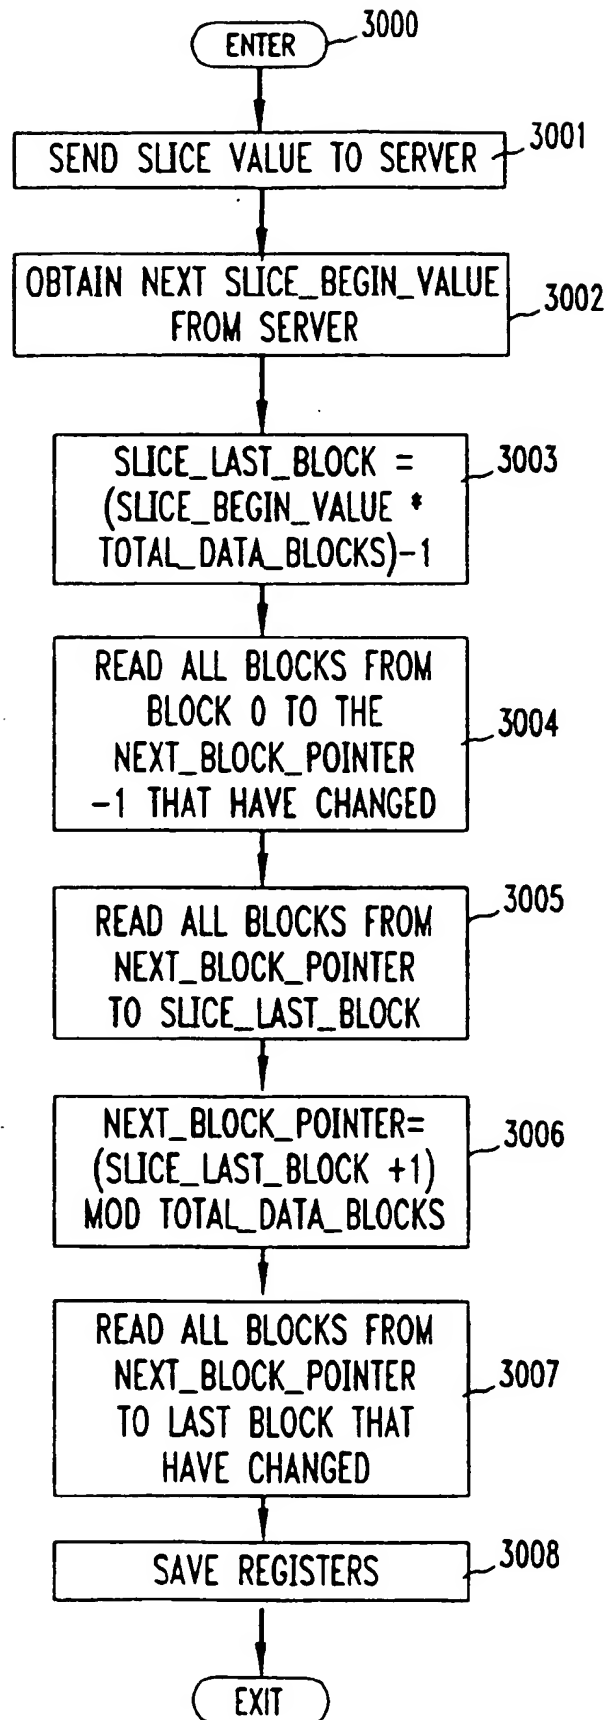 ENTER
3000
SEND SLICE VALUE TO SERVER
3001
OBTAIN NEXT SLICE_BEGIN_VALUE
FROM SERVER
3002
SLICE_LAST_BLOCK =
(SLICE_BEGIN_VALUE *
TOTAL_DATA_BLOCKS)-1
3003
READ ALL BLOCKS FROM
BLOCK 0 TO THE
NEXT_BLOCK_POINTER
-1 THAT HAVE CHANGED
3004
READ ALL BLOCKS FROM
NEXT_BLOCK_POINTER
TO SLICE_LAST_BLOCK
3005
NEXT_BLOCK_POINTER=
(SLICE_LAST_BLOCK +1)
MOD TOTAL_DATA_BLOCKS
3006
READ ALL BLOCKS FROM
NEXT_BLOCK_POINTER
TO LAST BLOCK THAT
HAVE CHANGED
3007
SAVE REGISTERS
3008
EXIT